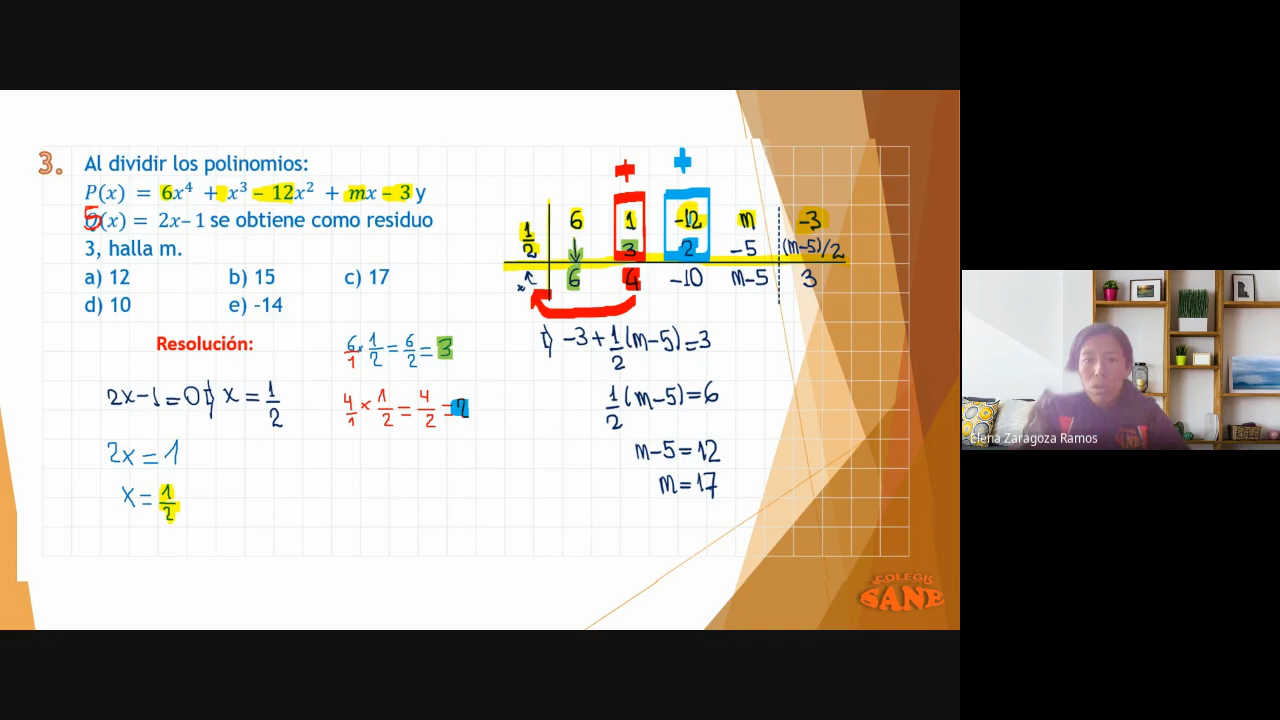 3. Al dividir los polinomios:
P(x) = 6x⁴ + x³ – 12x² + mx – 3 y
5
Q(x) = 2x– 1 se obtiene como residuo
3, halla m.
a) 12 b) 15 c) 17
d) 10 e) -14
Resolución:
2x-1=0 ⇒ x = 1/2
2x = 1
x = 1/2
6/1 × 1/2 = 6/2 = 3
4/1 × 1/2 = 4/2 = 2
+ +
6 1 -12 m -3
1/2 ↓ 3 2 -5 (m-5)/2
× 6 4 -10 m-5 3
⇒ -3 + 1/2 (m-5) = 3
1/2 (m-5) = 6
m-5 = 12
m = 17
COLEGIO
SANE
Elena Zaragoza Ramos